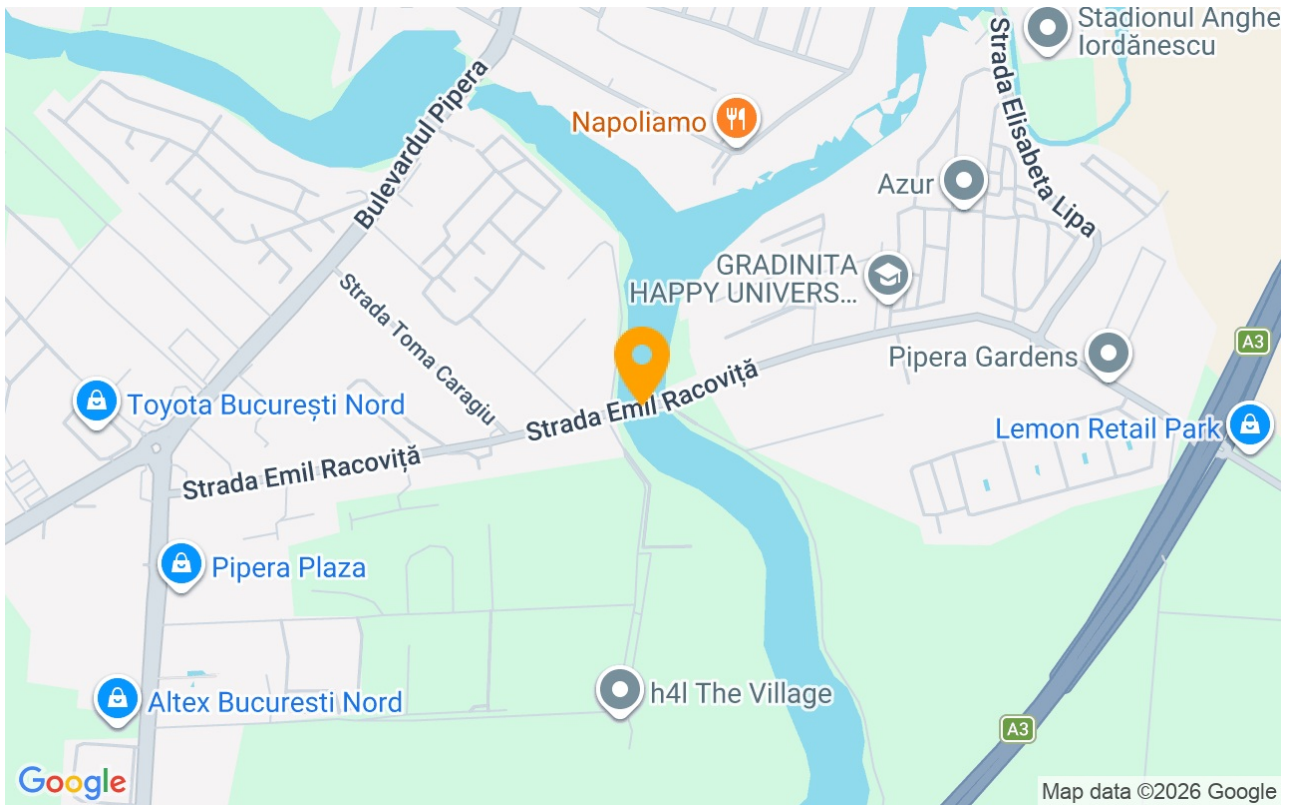 Stadionul Anghe
Iordănescu
Strada Elisabeta Lipa
Bulevardul Pipera
Napoliamo
Azur
GRADINITA
HAPPY UNIVERS...
Strada Toma Caragiu
A3
Pipera Gardens
Toyota București Nord
Strada Emil Racoviță
Lemon Retail Park
Strada Emil Racoviță
Pipera Plaza
h4l The Village
Altex Bucuresti Nord
A3
Google
Map data ©2026 Google